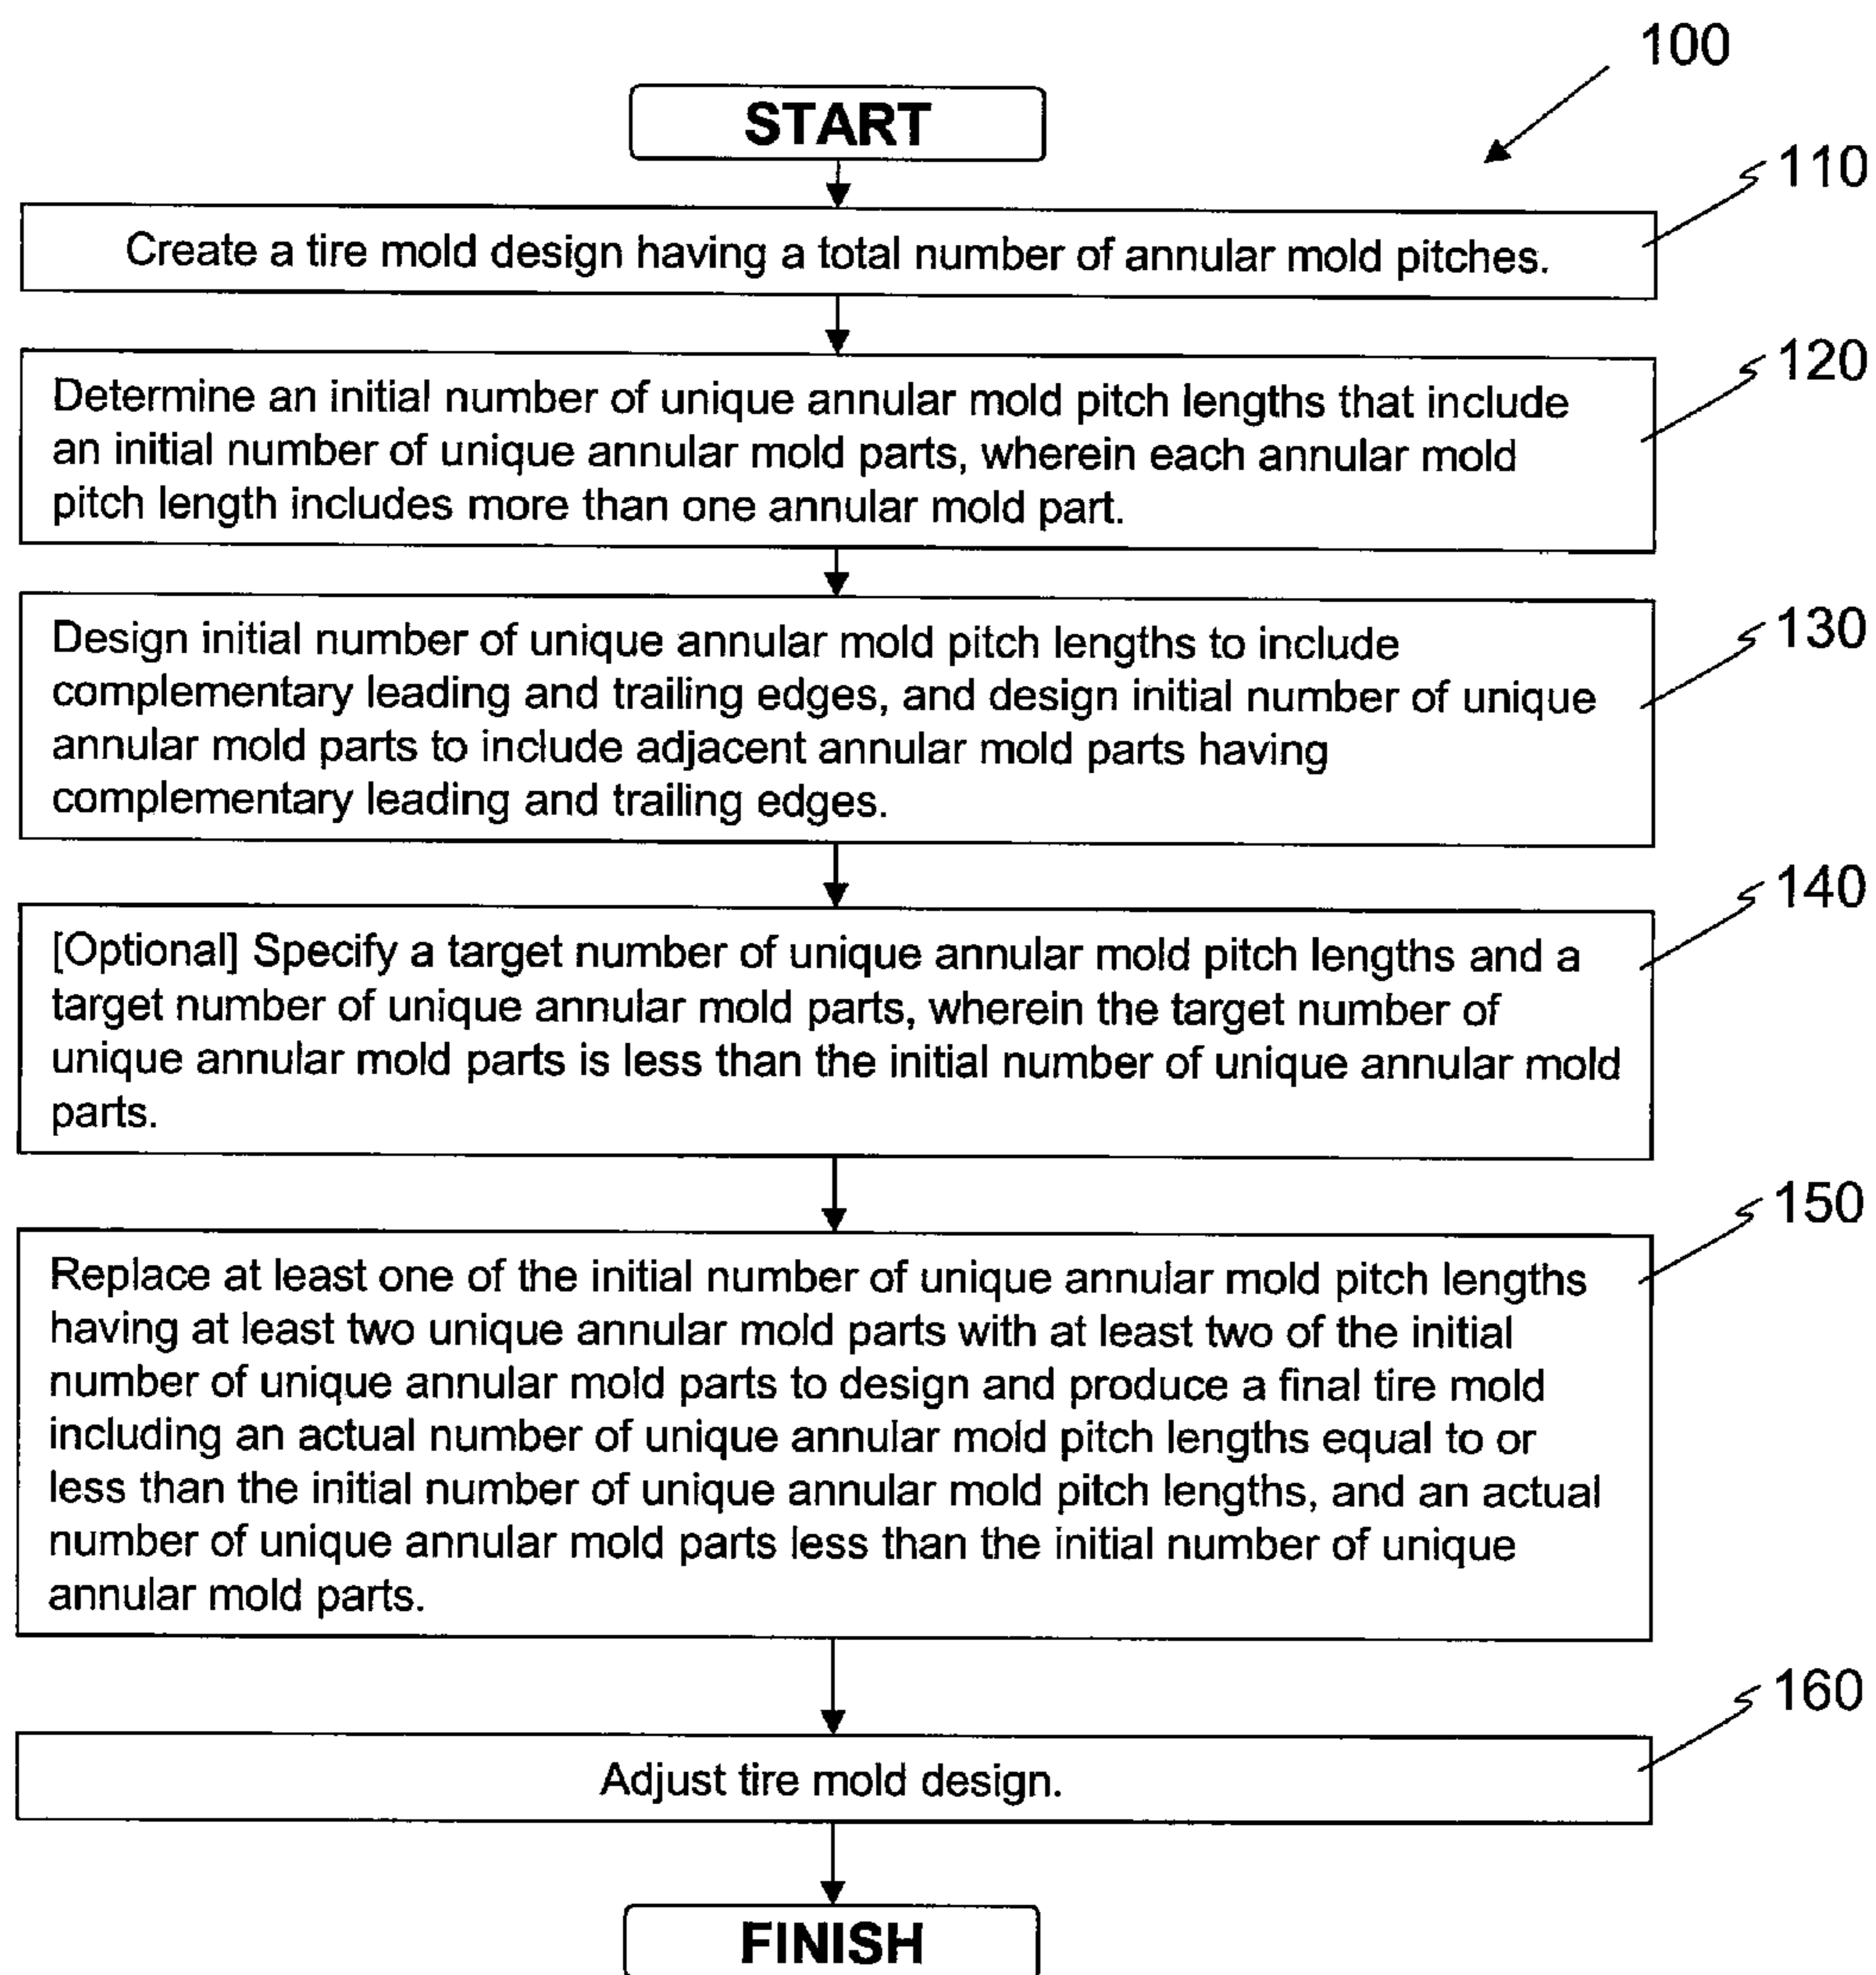 100
START
110
Create a tire mold design having a total number of annular mold pitches.
120
Determine an initial number of unique annular mold pitch lengths that include
an initial number of unique annular mold parts, wherein each annular mold
pitch length includes more than one annular mold part.
130
Design initial number of unique annular mold pitch lengths to include
complementary leading and trailing edges, and design initial number of unique
annular mold parts to include adjacent annular mold parts having
complementary leading and trailing edges.
140
[Optional] Specify a target number of unique annular mold pitch lengths and a
target number of unique annular mold parts, wherein the target number of
unique annular mold parts is less than the initial number of unique annular mold
parts.
150
Replace at least one of the initial number of unique annular mold pitch lengths
having at least two unique annular mold parts with at least two of the initial
number of unique annular mold parts to design and produce a final tire mold
including an actual number of unique annular mold pitch lengths equal to or
less than the initial number of unique annular mold pitch lengths, and an actual
number of unique annular mold parts less than the initial number of unique
annular mold parts.
160
Adjust tire mold design.
FINISH